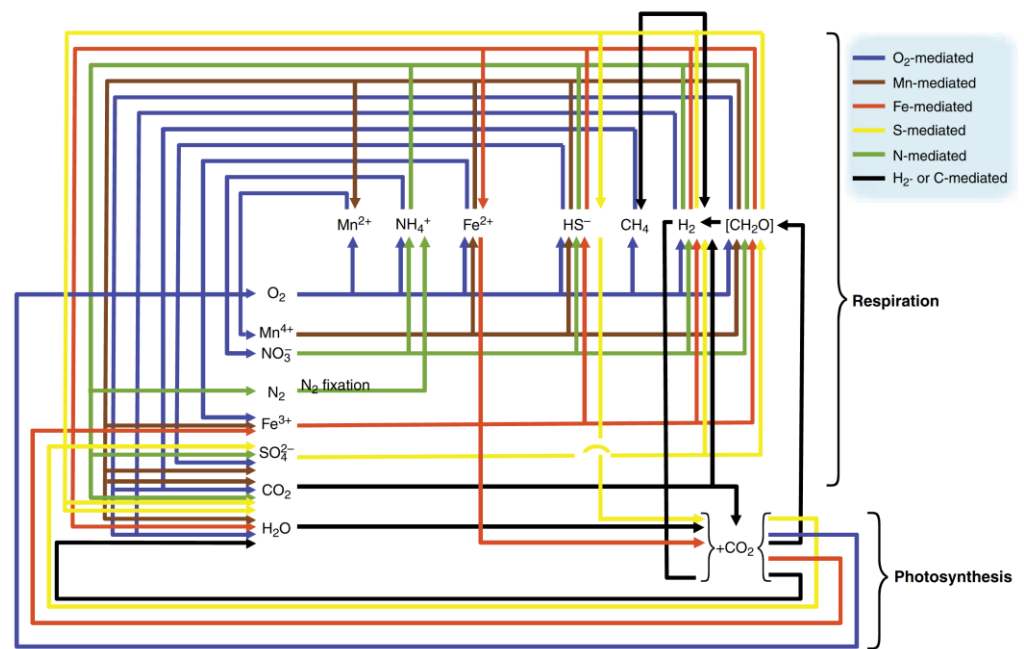 O₂-mediated
Mn-mediated
Fe-mediated
S-mediated
N-mediated
H₂- or C-mediated
Mn²⁺ NH₄⁺ Fe²⁺ HS⁻ CH₄ H₂ [CH₂O]
O₂
Respiration
Mn⁴⁺
NO₃⁻
N₂ N₂ fixation
Fe³⁺
SO₄²⁻
CO₂
H₂O
+CO₂
Photosynthesis